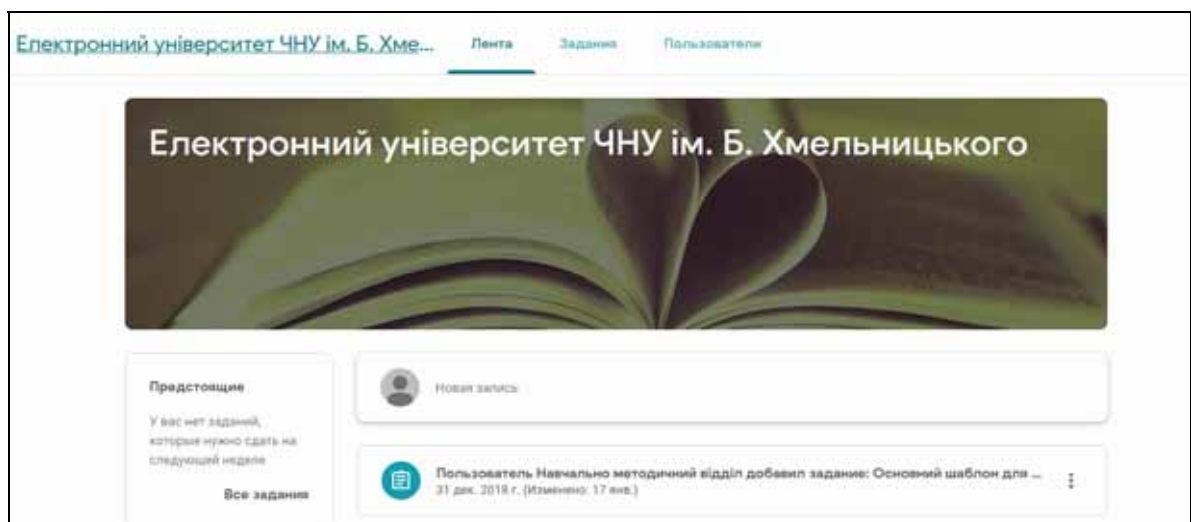 Електронний університет ЧНУ ім. Б. Хме... Лента Задания Пользователи
Електронний університет ЧНУ ім. Б. Хмельницького
Предстоящие
У вас нет заданий,
которые нужно сдать на
следующей неделе
Все задания
Новая запись
Пользователь Навчально методичний відділ добавил задание: Основний шаблон для ...
31 дек. 2018 г. (Изменено: 17 янв.)